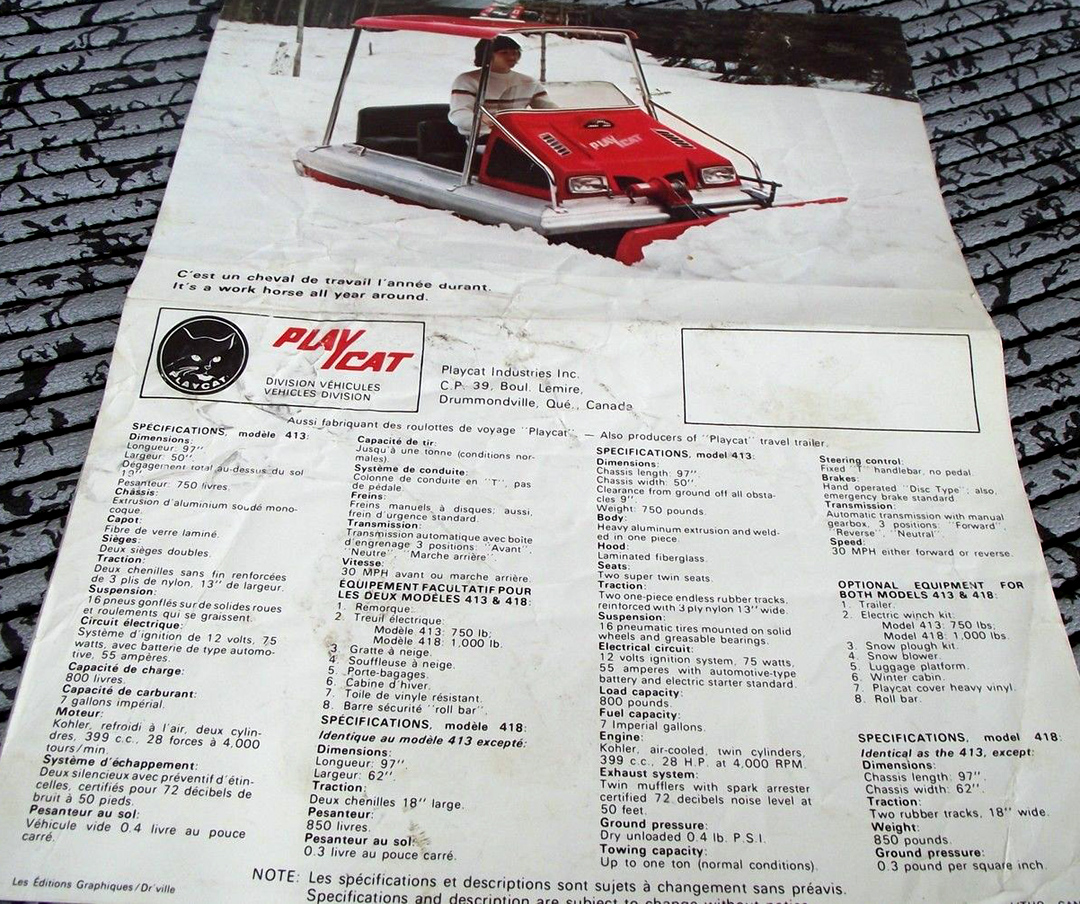 PLAYCAT
C'est un cheval de travail l'année durant.
It's a work horse all year around.
PLAYCAT
PLAYCAT
DIVISION VÉHICULES
VEHICLES DIVISION
Playcat Industries Inc.
C.P. 39, Boul. Lemire,
Drummondville, Qué., Canada
Aussi fabriquant des roulottes de voyage "Playcat". — Also producers of "Playcat" travel trailer.
SPÉCIFICATIONS, modèle 413:
Dimensions:
Longueur: 97"
Largeur: 50"
Dégagement total au-dessus du sol
Pesanteur: 750 livres.
Châssis:
Extrusion d'aluminium soudé mono-
coque.
Capot:
Fibre de verre laminé.
Sièges:
Deux sièges doubles.
Traction:
Deux chenilles sans fin renforcées
de 3 plis de nylon, 13" de largeur.
Suspension:
16 pneus gonflés sur de solides roues
et roulements qui se graissent.
Circuit électrique:
Système d'ignition de 12 volts, 75
watts, avec batterie de type automo-
tive, 55 ampères.
Capacité de charge:
800 livres.
Capacité de carburant:
7 gallons impérial.
Moteur:
Kohler, refroidi à l'air, deux cylin-
dres, 399 c.c., 28 forces à 4,000
tours/min.
Système d'échappement:
Deux silencieux avec préventif d'étin-
celles, certifiés pour 72 décibels de
bruit à 50 pieds.
Pesanteur au sol:
Véhicule vide 0.4 livre au pouce
carré.
Capacité de tir:
Jusqu'à une tonne (conditions nor-
males).
Système de conduite:
Colonne de conduite en "T", pas
de pédale.
Freins:
Freins manuels à disques; aussi,
frein d'urgence standard.
Transmission:
Transmission automatique avec boîte
d'engrenage 3 positions: "Avant",
"Neutre", "Marche arrière".
Vitesse:
30 MPH avant ou marche arrière.
ÉQUIPEMENT FACULTATIF POUR
LES DEUX MODÈLES 413 & 418:
1. Remorque.
2. Treuil électrique:
Modèle 413: 750 lb.
Modèle 418: 1,000 lb.
3. Gratte à neige.
4. Souffleuse à neige.
5. Porte-bagages.
6. Cabine d'hiver.
7. Toile de vinyle résistant.
8. Barre sécurité "roll bar".
SPÉCIFICATIONS, modèle 418:
Identique au modèle 413 excepté:
Dimensions:
Longueur: 97".
Largeur: 62".
Traction:
Deux chenilles 18" large.
Pesanteur:
850 livres.
Pesanteur au sol:
0.3 livre au pouce carré.
SPECIFICATIONS, model 413:
Dimensions:
Chassis length: 97"
Chassis width: 50"
Clearance from ground off all obsta-
cles 9"
Weight: 750 pounds.
Body:
Heavy aluminum extrusion and weld-
ed in one piece.
Hood:
Laminated fiberglass.
Seats:
Two super twin seats.
Traction:
Two one-piece endless rubber tracks,
reinforced with 3 ply nylon 13" wide.
Suspension:
16 pneumatic tires mounted on solid
wheels and greasable bearings.
Electrical circuit:
12 volts ignition system, 75 watts,
55 amperes with automotive-type
battery and electric starter standard.
Load capacity:
800 pounds.
Fuel capacity:
7 Imperial gallons.
Engine:
Kohler, air-cooled, twin cylinders,
399 c.c., 28 H.P. at 4,000 RPM.
Exhaust system:
Twin mufflers with spark arrester
certified 72 decibels noise level at
50 feet.
Ground pressure:
Dry unloaded 0.4 lb. P.S.I.
Towing capacity:
Up to one ton (normal conditions).
Steering control:
Fixed "T" handlebar, no pedal.
Brakes:
Hand operated "Disc Type"; also,
emergency brake standard.
Transmission:
Automatic transmission with manual
gearbox, 3 positions: "Forward",
"Reverse", "Neutral".
Speed:
30 MPH either forward or reverse.
OPTIONAL EQUIPMENT FOR
BOTH MODELS 413 & 418:
1. Trailer.
2. Electric winch kit:
Model 413: 750 lbs.
Model 418: 1,000 lbs.
3. Snow plough kit.
4. Snow blower.
5. Luggage platform.
6. Winter cabin.
7. Playcat cover heavy vinyl.
8. Roll bar.
SPECIFICATIONS, model 418:
Identical as the 413, except:
Dimensions:
Chassis length: 97".
Chassis width: 62".
Traction:
Two rubber tracks, 18" wide.
Weight:
850 pounds.
Ground pressure:
0.3 pound per square inch.
Les Éditions Graphiques/Dr'ville
NOTE: Les spécifications et descriptions sont sujets à changement sans préavis.
Specifications and description are subject to change without notice.